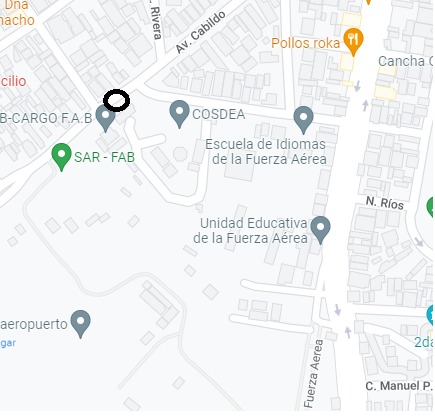 Dna
nacho
Rivera
Av. Cabildo
Pollos roka
Cancha C
cilio
B-CARGO F.A.B
COSDEA
Escuela de Idiomas
de la Fuerza Aérea
SAR - FAB
N. Ríos
Unidad Educativa
de la Fuerza Aérea
aeropuerto
gar
2da
Fuerza Aerea
C. Manuel P.